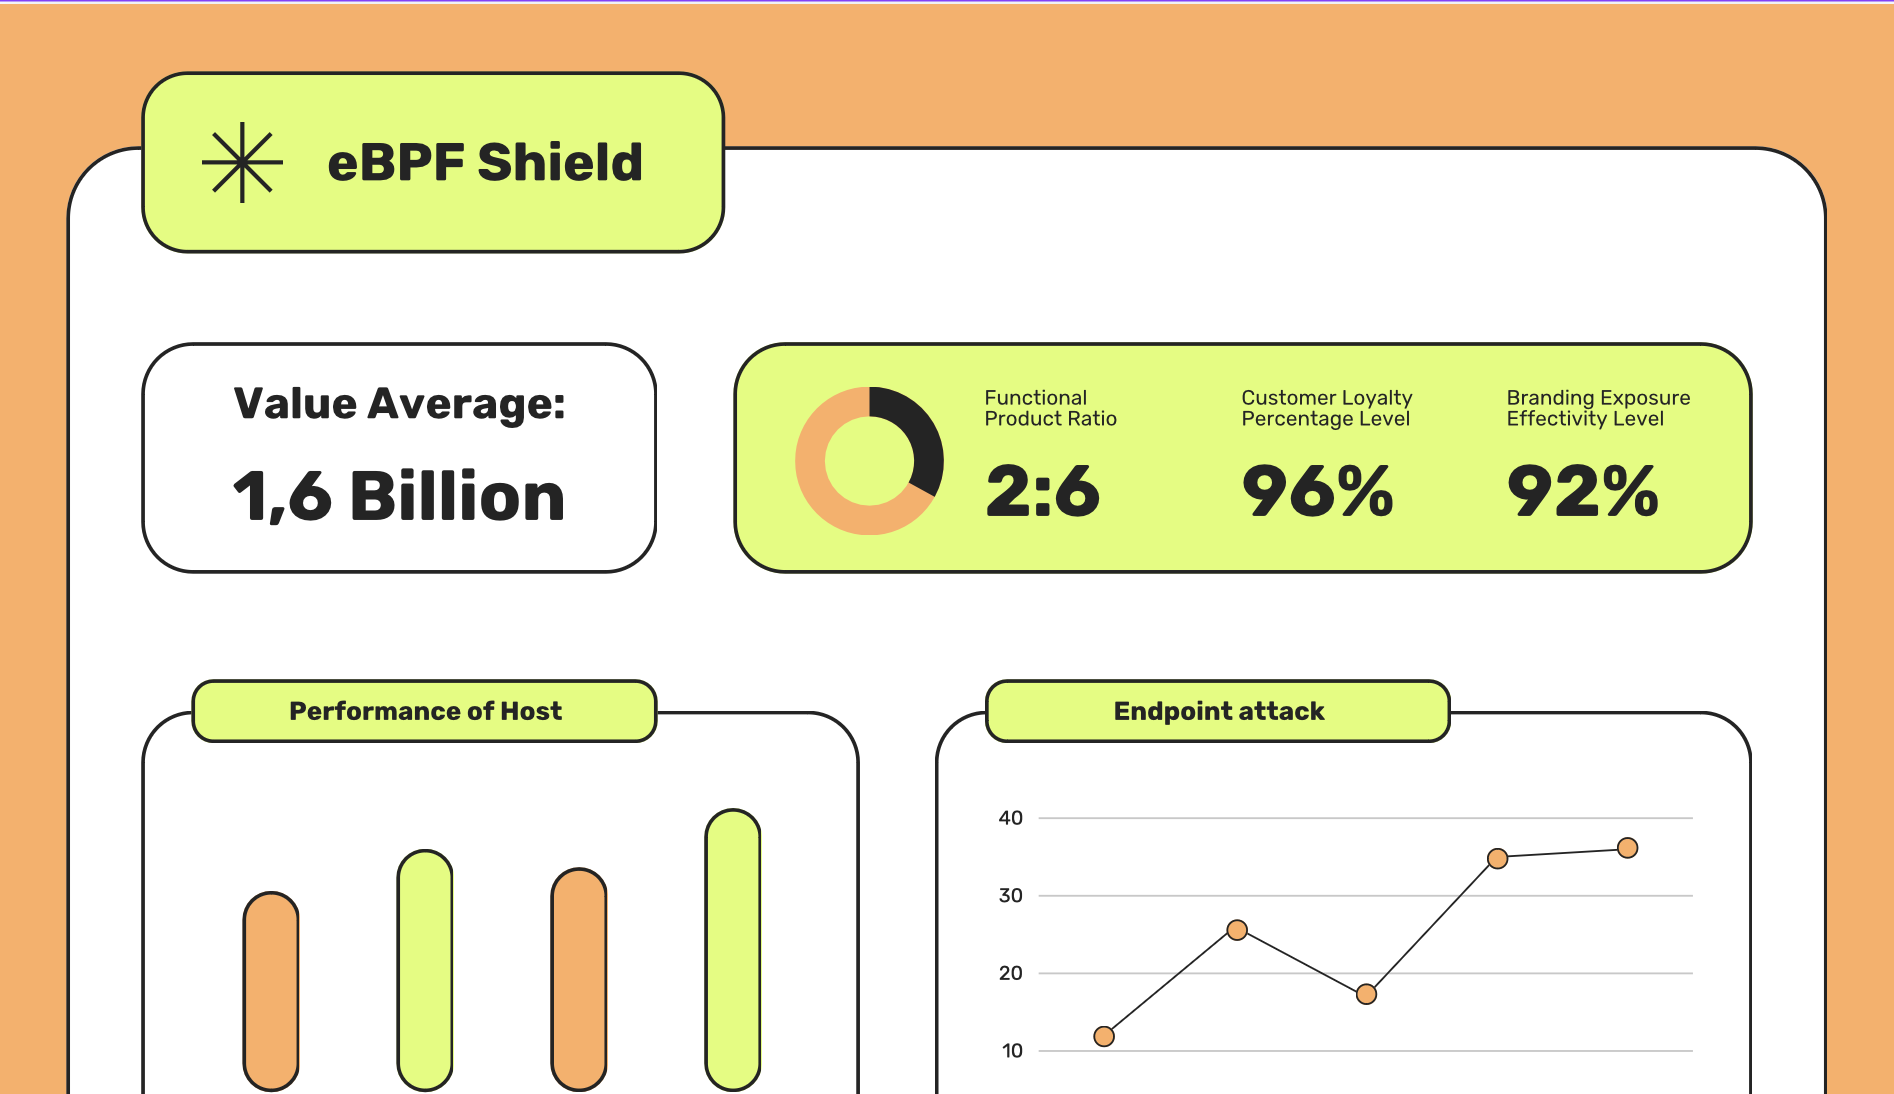 eBPF Shield
Value Average:
1,6 Billion
Functional
Product Ratio
2:6
Customer Loyalty
Percentage Level
96%
Branding Exposure
Effectivity Level
92%
Performance of Host
Endpoint attack
40
30
20
10